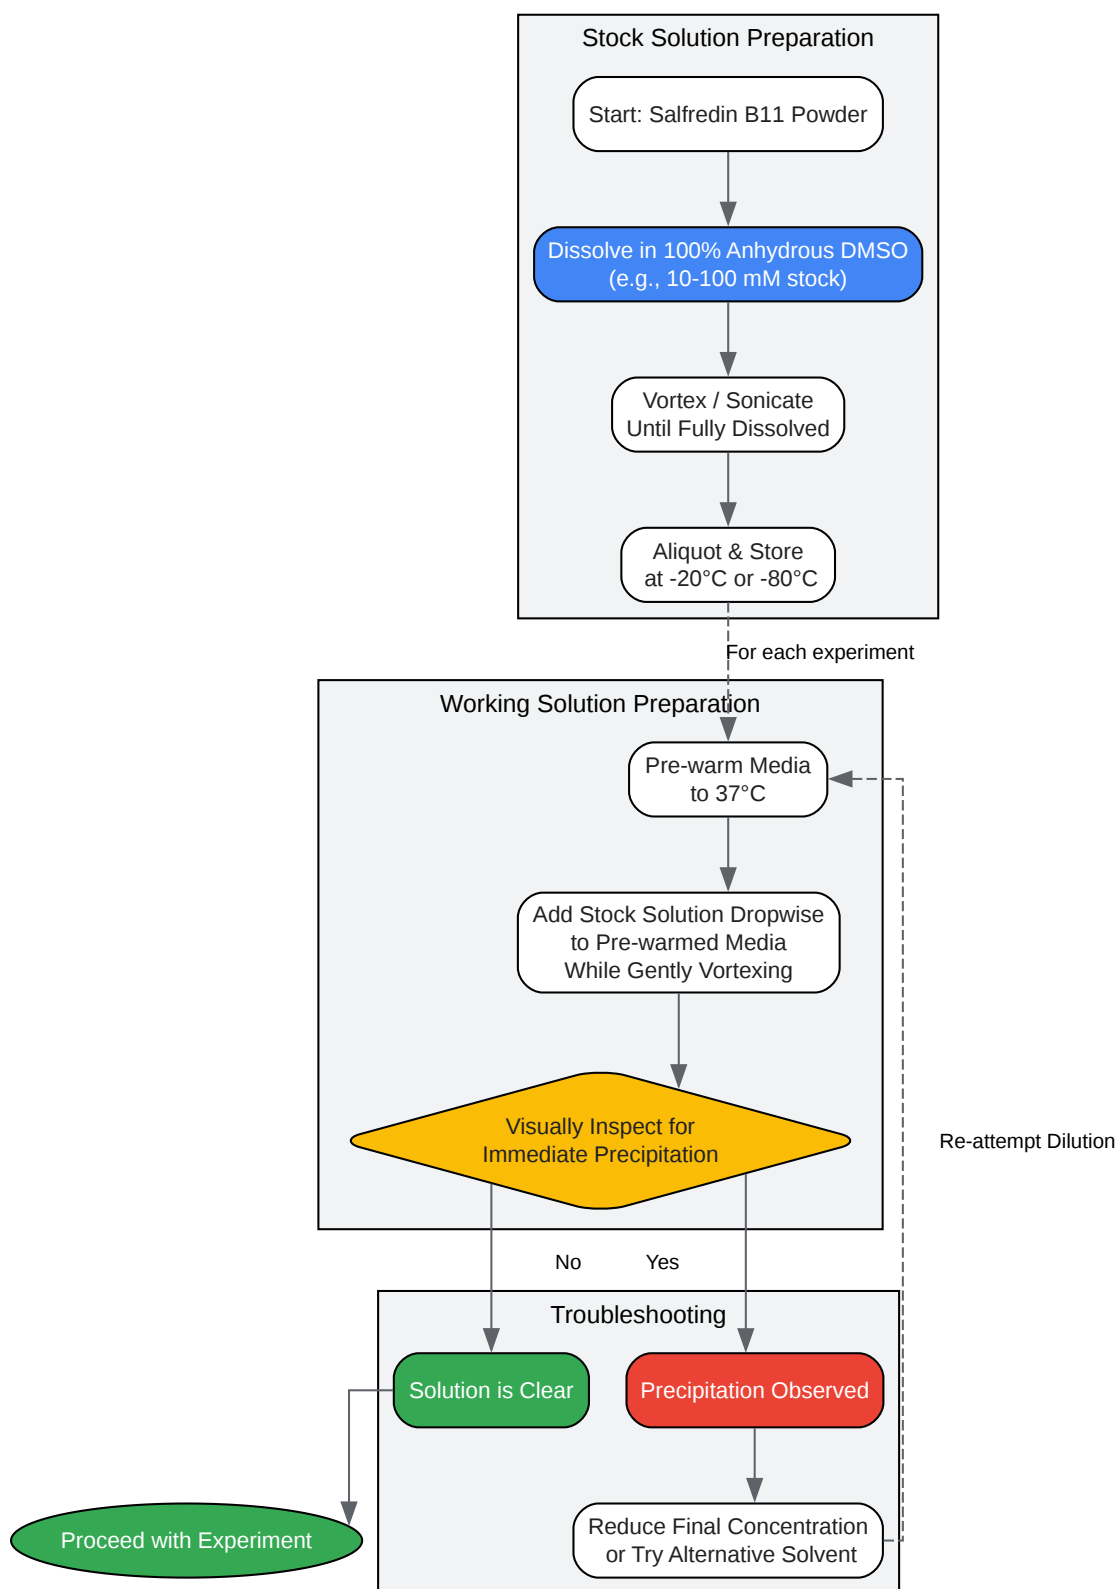 Stock Solution Preparation
Start: Salfredin B11 Powder
Dissolve in 100% Anhydrous DMSO
(e.g., 10-100 mM stock)
Vortex / Sonicate
Until Fully Dissolved
Aliquot & Store
at -20°C or -80°C
For each experiment
Working Solution Preparation
Pre-warm Media
to 37°C
Add Stock Solution Dropwise
to Pre-warmed Media
While Gently Vortexing
Visually Inspect for
Immediate Precipitation
Re-attempt Dilution
No
Yes
Troubleshooting
Solution is Clear
Precipitation Observed
Proceed with Experiment
Reduce Final Concentration
or Try Alternative Solvent